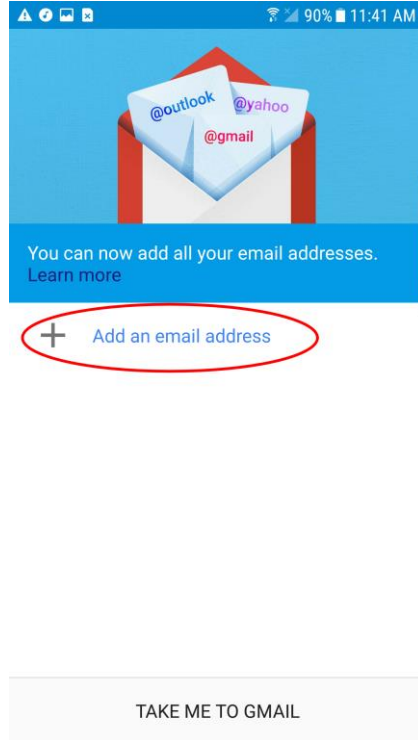 90% 11:41 AM
@outlook
@yahoo
@gmail
You can now add all your email addresses.
Learn more
Add an email address
TAKE ME TO GMAIL